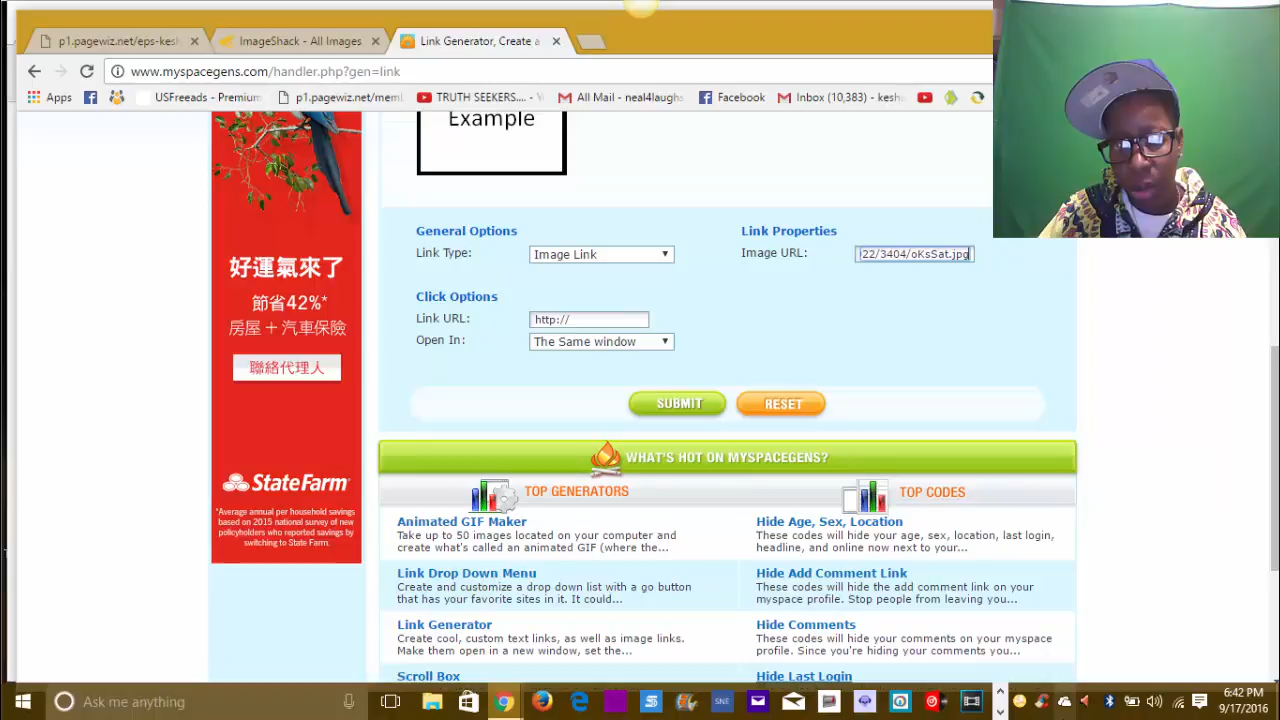 p1.pagewiz.net/eps-kesh
ImageShack - All Images
Link Generator, Create a
www.myspacegens.com/handler.php?gen=link
Apps
USFreeads - Premium
p1.pagewiz.net/meml
TRUTH SEEKERS.... -
All Mail - neal4laughs
Facebook
Inbox (10,383) - kesh
Example
General Options
Link Properties
Link Type:
Image Link
Image URL:
22/3404/oKsSat.jpg
Click Options
Link URL:
http://
Open In:
The Same window
SUBMIT
RESET
好運氣來了
節省42%*
房屋 + 汽車保險
聯絡代理人
State Farm®
*Average annual per household savings
based on 2015 national survey of new
policyholders who reported savings by
switching to State Farm.
WHAT'S HOT ON MYSPACEGENS?
TOP GENERATORS
TOP CODES
Animated GIF Maker
Take up to 50 images located on your computer and
create what's called an animated GIF (where the...
Hide Age, Sex, Location
These codes will hide your age, sex, location, last login,
headline, and online now next to your...
Link Drop Down Menu
Create and customize a drop down list with a go button
that has your favorite sites in it. It could...
Hide Add Comment Link
These codes will hide the add comment link on your
myspace profile. Stop people from leaving you...
Link Generator
Create cool, custom text links, as well as image links.
Make them open in a new window, set the...
Hide Comments
These codes will hide your comments on your myspace
profile. Since you're hiding your comments you...
Scroll Box
Hide Last Login
Ask me anything
SNE
6:42 PM
9/17/2016